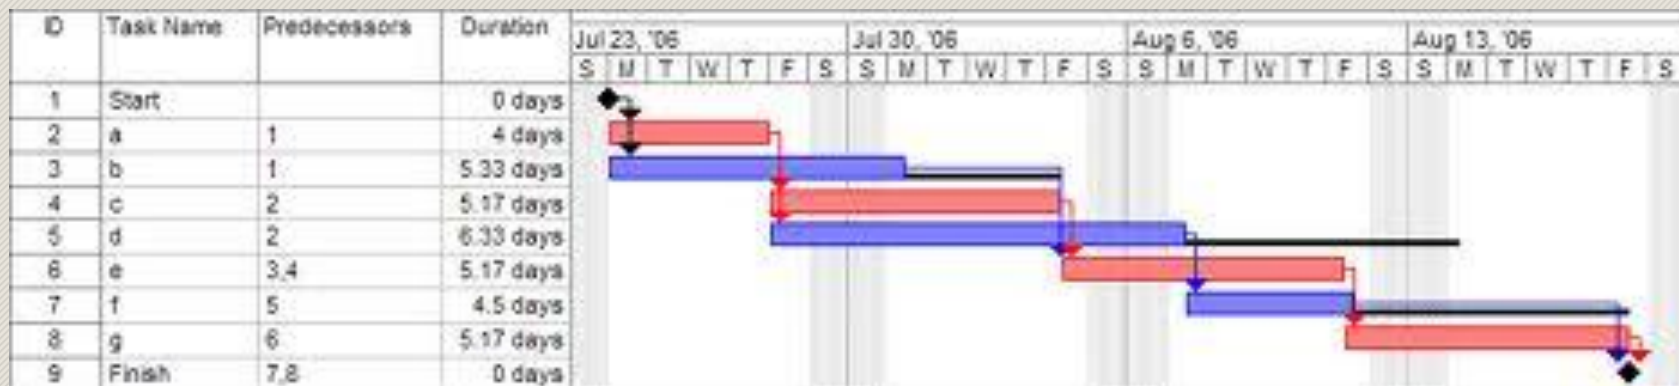 ID Task Name Predecessors Duration
Jul 23, '06 Jul 30, '06 Aug 6, '06 Aug 13, '06
S M T W T F S S M T W T F S S M T W T F S S M T W T F S
1 Start 0 days
2 a 1 4 days
3 b 1 5.33 days
4 c 2 5.17 days
5 d 2 6.33 days
6 e 3,4 5.17 days
7 f 5 4.5 days
8 g 6 5.17 days
9 Finish 7,8 0 days